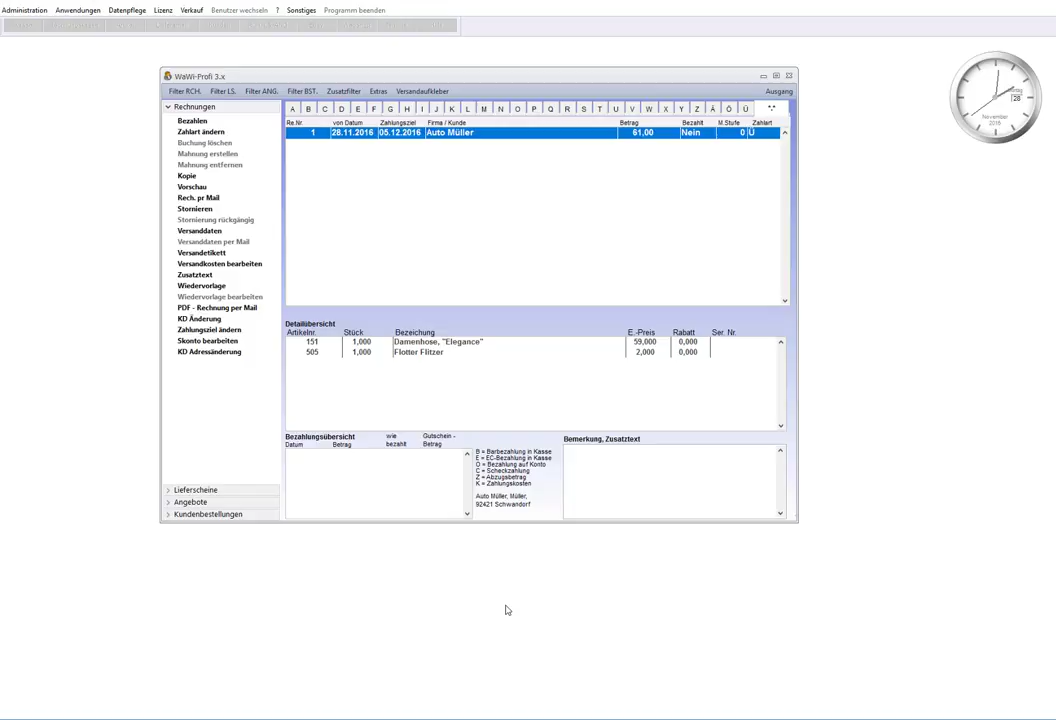 Administration Anwendungen Datenpflege Lizenz Verkauf Benutzer wechseln ? Sonstiges Programm beenden
WaWi-Profi 3.x
Filter RCH. Filter LS. Filter ANG. Filter BST. Zusatzfilter Extras Versandaufkleber Ausgang
Rechnungen
A B C D E F G H I J K L M N O P Q R S T U V W X Y Z Ä Ö Ü *.*
Bezahlen
Zahlart ändern
Buchung löschen
Mahnung erstellen
Mahnung entfernen
Kopie
Vorschau
Rech. pr Mail
Stornieren
Stornierung rückgängig
Versanddaten
Versanddaten per Mail
Versandetikett
Versandkosten bearbeiten
Zusatztext
Wiedervorlage
Wiedervorlage bearbeiten
PDF - Rechnung per Mail
KD Änderung
Zahlungsziel ändern
Skonto bearbeiten
KD Adressänderung
Lieferscheine
Angebote
Kundenbestellungen
Re.Nr. von Datum Zahlungsziel Firma / Kunde Betrag Bezahlt M.Stufe Zahlart
1 28.11.2016 05.12.2016 Auto Müller 61,00 Nein 0 Ü
Detailübersicht
Artikelnr. Stück Bezeichung E.-Preis Rabatt Ser. Nr.
151 1,000 Damenhose, "Elegance" 59,000 0,000
505 1,000 Flotter Flitzer 2,000 0,000
Bezahlungsübersicht
Datum Betrag wie bezahlt Gutschein - Betrag
B = Barbezahlung in Kasse
E = EC-Bezahlung in Kasse
O = Bezahlung auf Konto
C = Scheckzahlung
Z = Abzugsbetrag
K = Zahlungskosten
Auto Müller, Müller,
92421 Schwandorf
Bemerkung, Zusatztext
28
November
2016